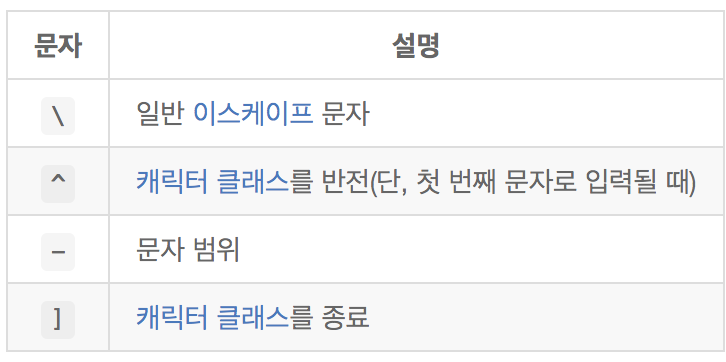 문자 설명
\ 일반 이스케이프 문자
^ 캐릭터 클래스를 반전(단, 첫 번째 문자로 입력될 때)
- 문자 범위
] 캐릭터 클래스를 종료